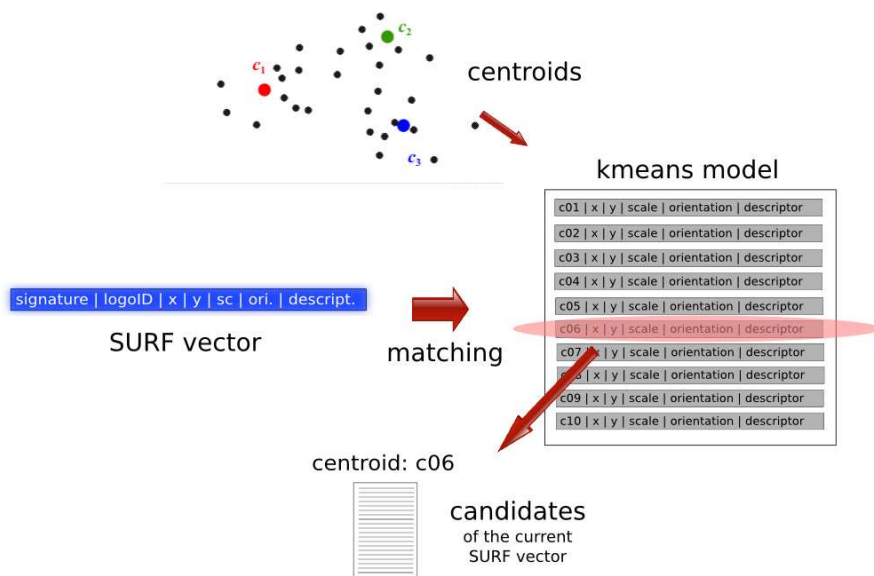 c₂
c₁
centroids
c₃
kmeans model
c01 | x | y | scale | orientation | descriptor
c02 | x | y | scale | orientation | descriptor
c03 | x | y | scale | orientation | descriptor
c04 | x | y | scale | orientation | descriptor
c05 | x | y | scale | orientation | descriptor
c06 | x | y | scale | orientation | descriptor
c07 | x | y | scale | orientation | descriptor
| x | y | scale | orientation | descriptor
c09 | x | y | scale | orientation | descriptor
c10 | x | y | scale | orientation | descriptor
signature | logoID | x | y | sc | ori. | descript.
SURF vector
matching
centroid: c06
candidates
of the current
SURF vector